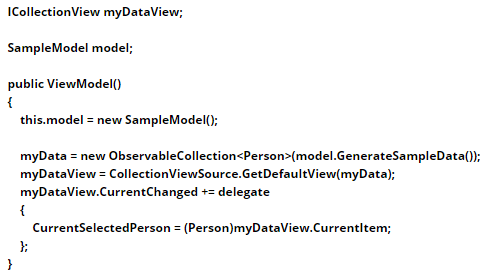 ICollectionView myDataView;
SampleModel model;
public ViewModel()
{
this.model = new SampleModel();
myData = new ObservableCollection<Person>(model.GenerateSampleData());
myDataView = CollectionViewSource.GetDefaultView(myData);
myDataView.CurrentChanged += delegate
{
CurrentSelectedPerson = (Person)myDataView.CurrentItem;
};
}